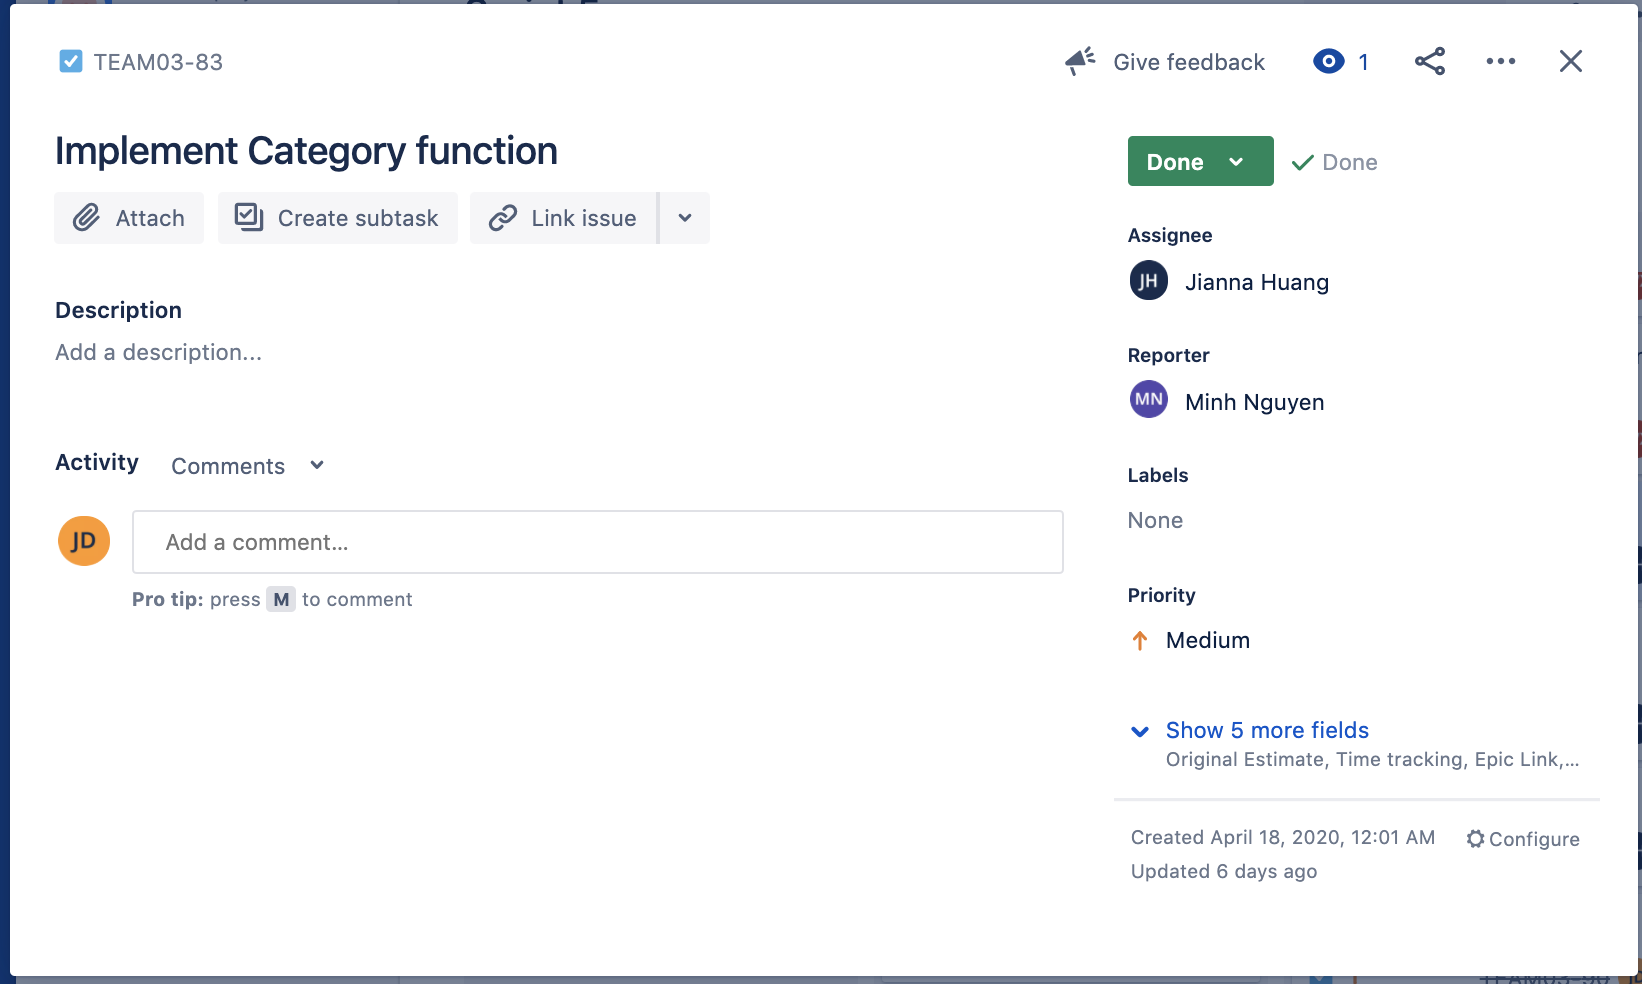 TEAM03-83
Give feedback
1
Implement Category function
Attach
Create subtask
Link issue
Description
Add a description...
Activity
Comments
JD
Add a comment...
Pro tip: press M to comment
Done
Done
Assignee
JH
Jianna Huang
Reporter
MN
Minh Nguyen
Labels
None
Priority
Medium
Show 5 more fields
Original Estimate, Time tracking, Epic Link,...
Created April 18, 2020, 12:01 AM
Configure
Updated 6 days ago